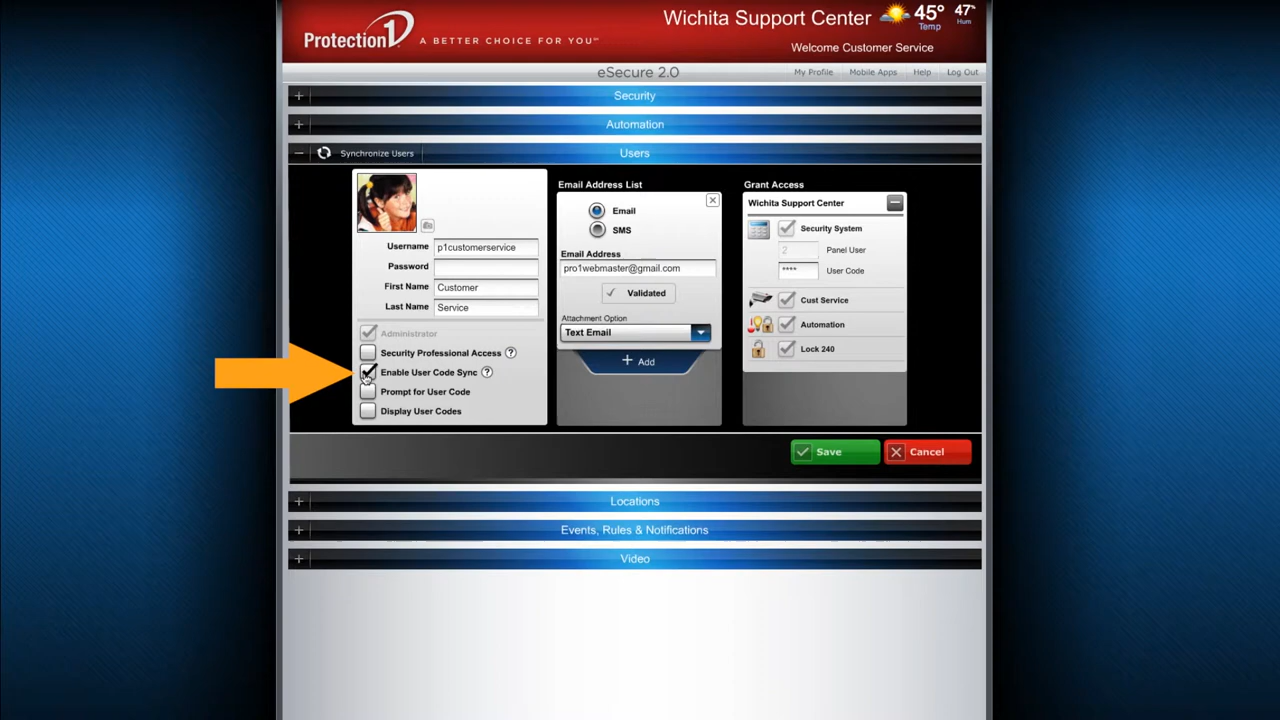 Protection1
A BETTER CHOICE FOR YOU℠
Wichita Support Center
45°
Temp
47%
Hum
Welcome Customer Service
eSecure 2.0
My Profile
Mobile Apps
Help
Log Out
+ Security
+ Automation
− Synchronize Users
Users
Username p1customerservice
Password
First Name Customer
Last Name Service
Administrator
Security Professional Access ?
Enable User Code Sync ?
Prompt for User Code
Display User Codes
Email Address List
Email
SMS
Email Address
pro1webmaster@gmail.com
Validated
Attachment Option
Text Email
+ Add
Grant Access
Wichita Support Center
Security System
2 Panel User
**** User Code
Cust Service
Automation
Lock 240
Save
Cancel
+ Locations
+ Events, Rules & Notifications
+ Video